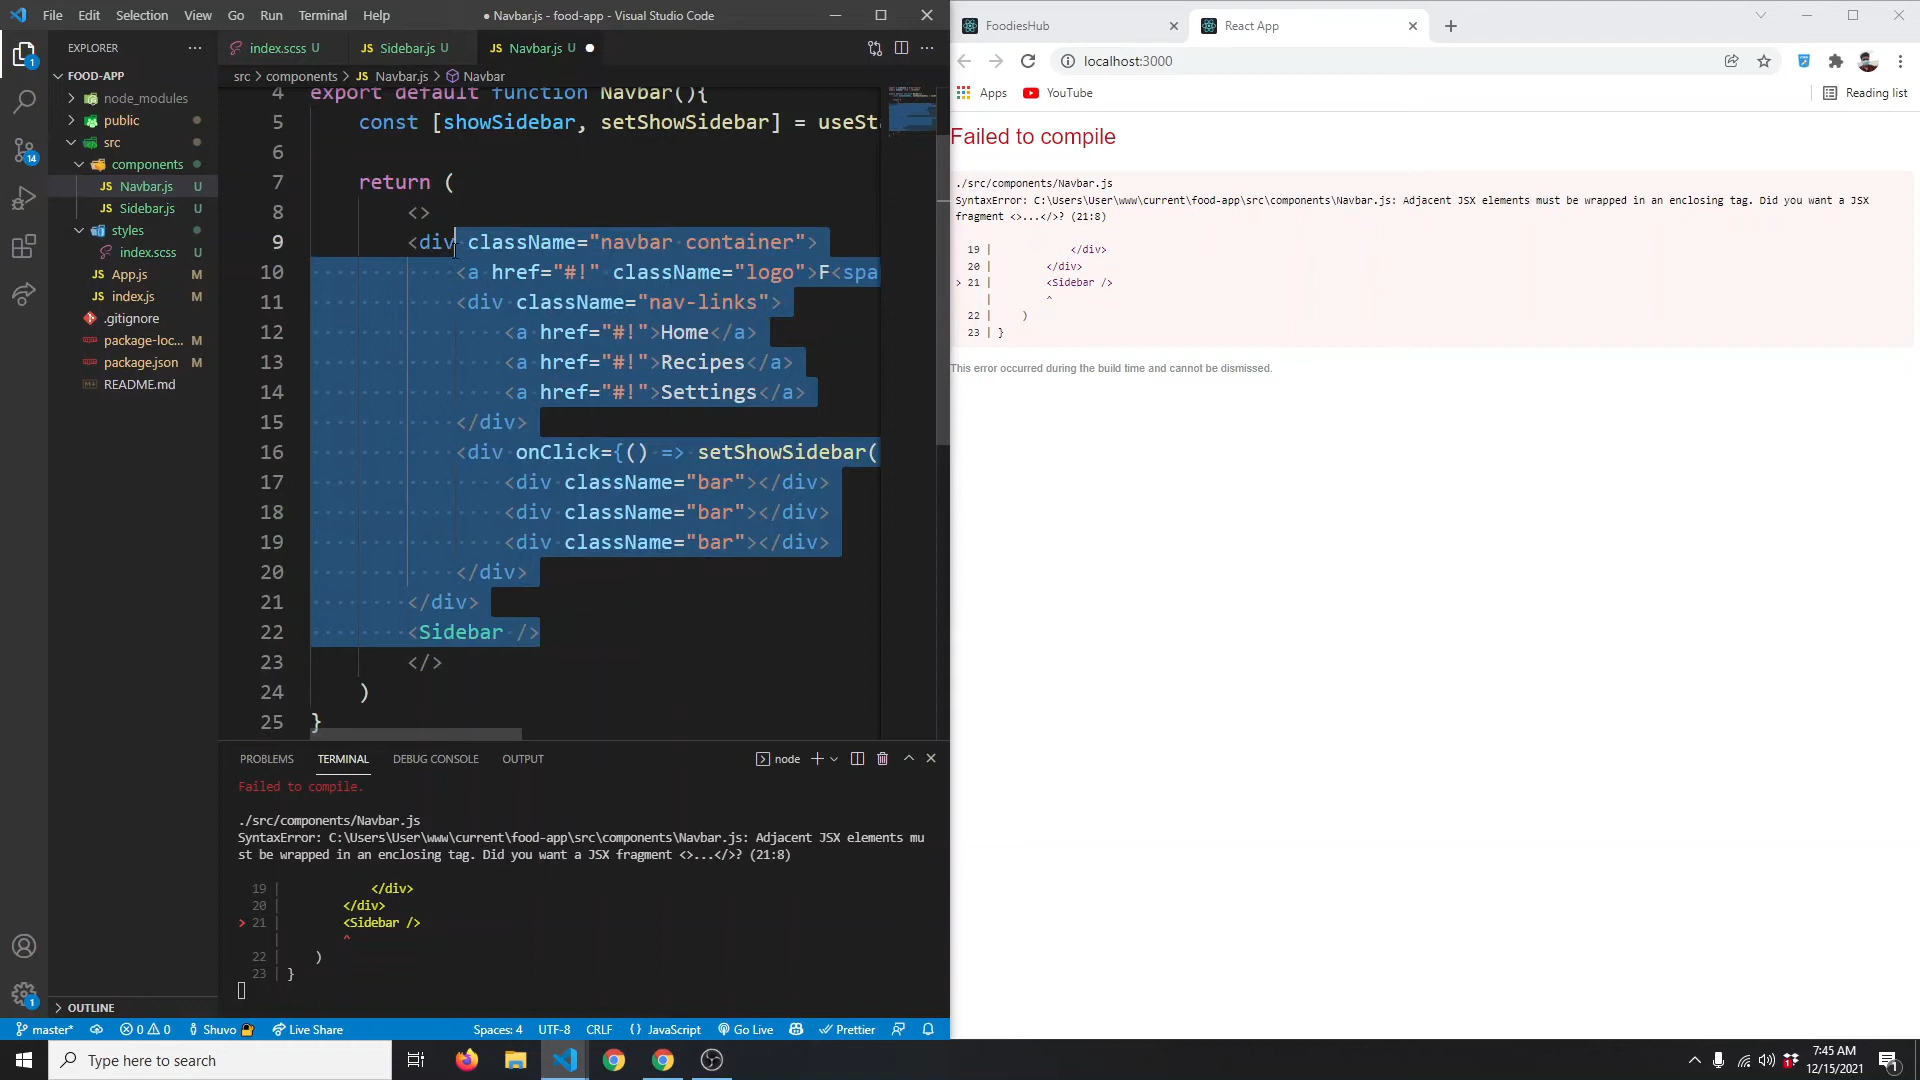 File Edit Selection View Go Run Terminal Help
● Navbar.js - food-app - Visual Studio Code
EXPLORER
FOOD-APP
node_modules
public
src
components
JS Navbar.js U
JS Sidebar.js U
styles
index.scss U
JS App.js
JS index.js
.gitignore
package-loc... M
package.json M
README.md
OUTLINE
1
14
1
index.scss U
JS Sidebar.js U
JS Navbar.js U ●
src > components > JS Navbar.js > Navbar
4 export default function Navbar(){
5 const [showSidebar, setShowSidebar] = useSta
6
7 return (
8 <>
9 <div className="navbar container">
10 <a href="#!" className="logo">F<spa
11 <div className="nav-links">
12 <a href="#!">Home</a>
13 <a href="#!">Recipes</a>
14 <a href="#!">Settings</a>
15 </div>
16 <div onClick={() => setShowSidebar(
17 <div className="bar"></div>
18 <div className="bar"></div>
19 <div className="bar"></div>
20 </div>
21 </div>
22 <Sidebar />
23 </>
24 )
25 }
PROBLEMS TERMINAL DEBUG CONSOLE OUTPUT
node
Failed to compile.
./src/components/Navbar.js
SyntaxError: C:\Users\User\www\current\food-app\src\components\Navbar.js: Adjacent JSX elements mu
st be wrapped in an enclosing tag. Did you want a JSX fragment <>...</>? (21:8)
19 | </div>
20 | </div>
> 21 | <Sidebar />
| ^
22 | )
23 | }
master* 0 0 Shuvo Live Share
Spaces: 4 UTF-8 CRLF {} JavaScript Go Live Prettier
FoodiesHub
React App
localhost:3000
Apps YouTube Reading list
Failed to compile
./src/components/Navbar.js
SyntaxError: C:\Users\User\www\current\food-app\src\components\Navbar.js: Adjacent JSX elements must be wrapped in an enclosing tag. Did you want a JSX
fragment <>...</>? (21:8)
19 | </div>
20 | </div>
> 21 | <Sidebar />
| ^
22 | )
23 | }
This error occurred during the build time and cannot be dismissed.
Type here to search
7:45 AM
12/15/2021
1